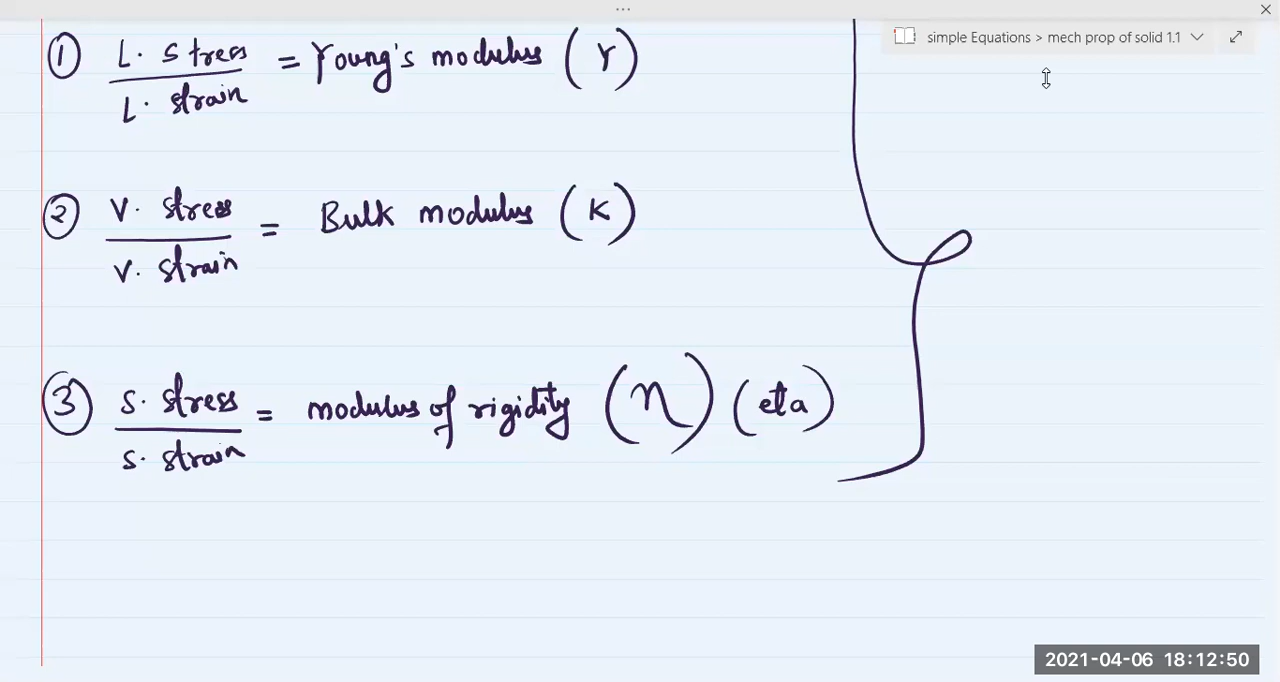 simple Equations > mech prop of solid 1.1
① L. stress / L. strain = Young's modulus (Y)
② V. stress / V. strain = Bulk modulus (K)
③ S. stress / S. strain = modulus of rigidity (η) (eta)
2021-04-06 18:12:50